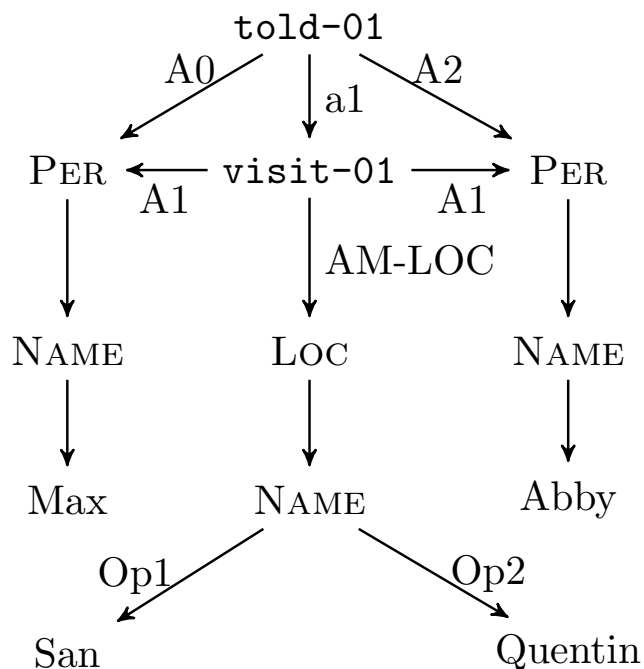 told-01
A0 a1 A2
PER visit-01 PER
A1 A1
AM-LOC
NAME LOC NAME
Max NAME Abby
Op1 Op2
San Quentin